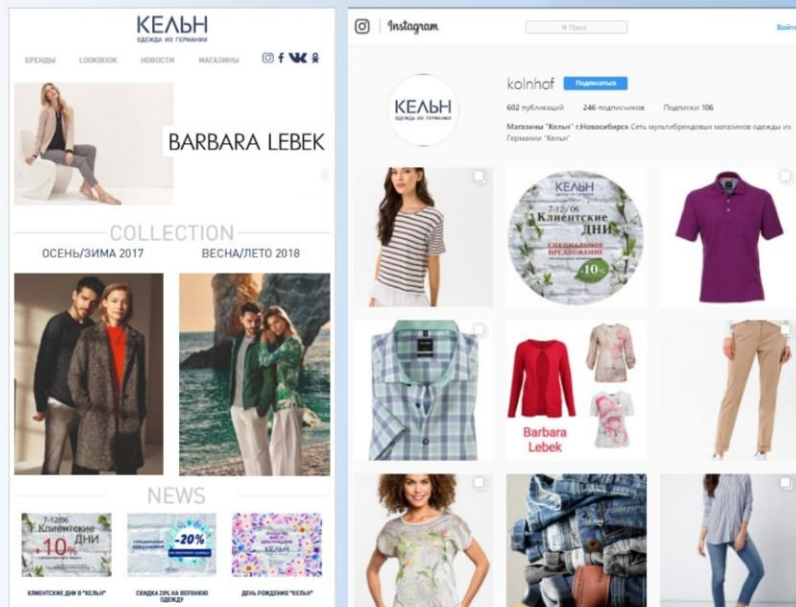 КЕЛЬН
ОДЕЖДА ИЗ ГЕРМАНИИ
БРЕНДЫ LOOKBOOK НОВОСТИ МАГАЗИНЫ
BARBARA LEBEK
COLLECTION
ОСЕНЬ/ЗИМА 2017 ВЕСНА/ЛЕТО 2018
NEWS
7-12/06
Клиентские
ДНИ
10%
-20%
КЕЛЬН
КЛИЕНТСКИЕ ДНИ В "КЕЛЬН"
СКИДКА 20% НА ВЕРХНЮЮ
ОДЕЖДУ
ДЕНЬ РОЖДЕНИЯ "КЕЛЬН"
Instagram
Поиск
Войти
КЕЛЬН
ОДЕЖДА ИЗ ГЕРМАНИИ
kolnhof Подписаться
602 публикаций 246 подписчиков Подписки: 106
Магазины "Кельн" г.Новосибирск Сеть мультибрендовых магазинов одежды из
Германии "Кельн"
КЕЛЬН
7-12/06
Клиентские
ДНИ
СПЕЦИАЛЬНОЕ
ПРЕДЛОЖЕНИЕ
-10%
Barbara
Lebek